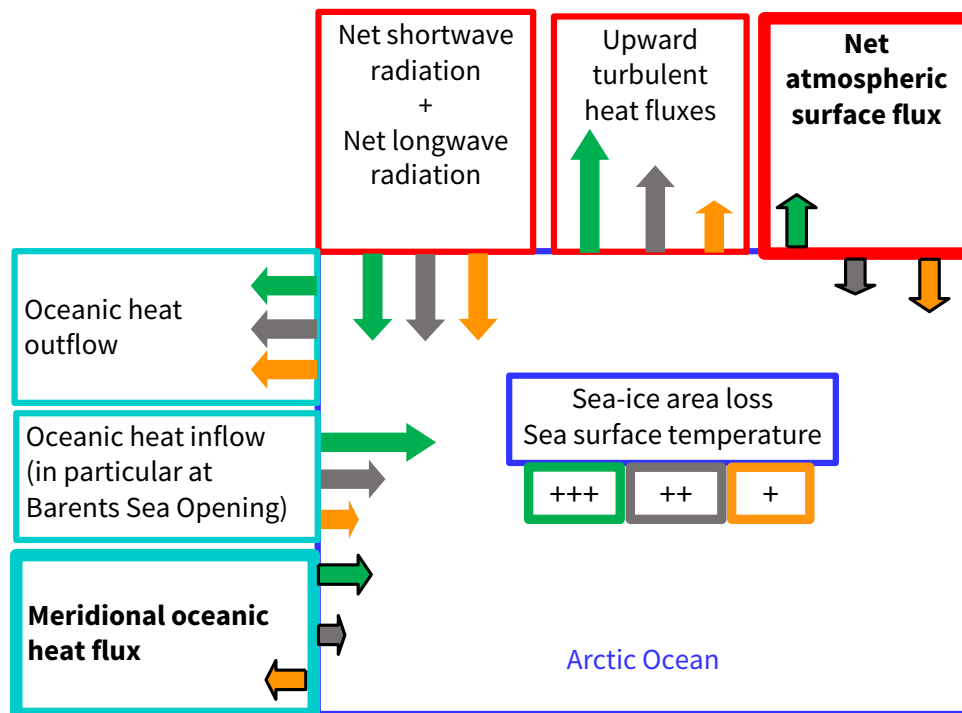 Net shortwave
radiation
+
Net longwave
radiation
Upward
turbulent
heat fluxes
Net
atmospheric
surface flux
Oceanic heat
outflow
Oceanic heat inflow
(in particular at
Barents Sea Opening)
Meridional oceanic
heat flux
Sea-ice area loss
Sea surface temperature
+++ ++ +
Arctic Ocean